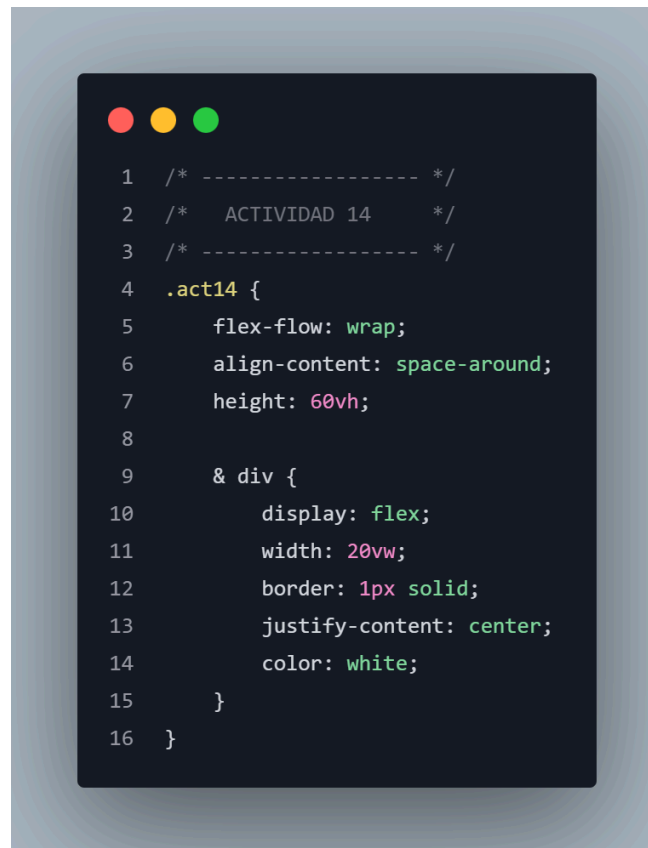 1 /* ------------------ */
2 /*   ACTIVIDAD 14     */
3 /* ------------------ */
4 .act14 {
5     flex-flow: wrap;
6     align-content: space-around;
7     height: 60vh;
8
9     & div {
10         display: flex;
11         width: 20vw;
12         border: 1px solid;
13         justify-content: center;
14         color: white;
15     }
16 }